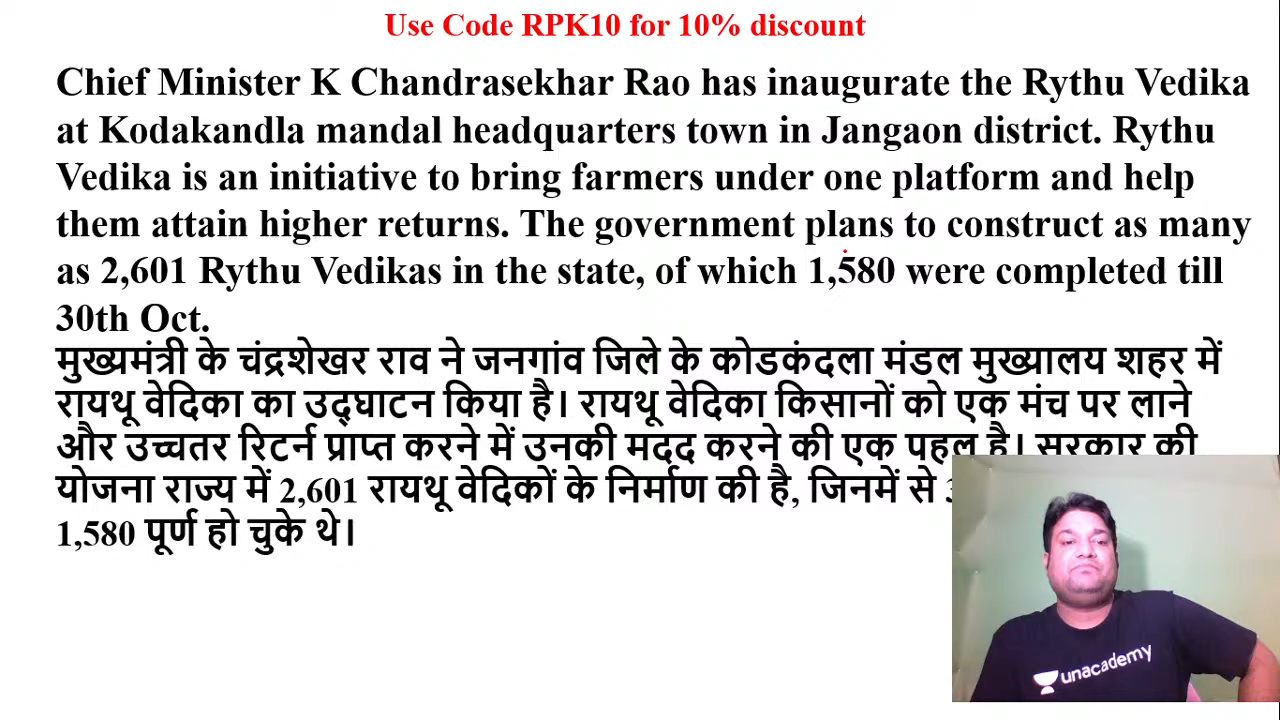 Use Code RPK10 for 10% discount
Chief Minister K Chandrasekhar Rao has inaugurate the Rythu Vedika
at Kodakandla mandal headquarters town in Jangaon district. Rythu
Vedika is an initiative to bring farmers under one platform and help
them attain higher returns. The government plans to construct as many
as 2,601 Rythu Vedikas in the state, of which 1,580 were completed till
30th Oct.
मुख्यमंत्री के चंद्रशेखर राव ने जनगांव जिले के कोडकंदला मंडल मुख्यालय शहर में
रायथू वेदिका का उद्घाटन किया है। रायथू वेदिका किसानों को एक मंच पर लाने
और उच्चतर रिटर्न प्राप्त करने में उनकी मदद करने की एक पहल है। सरकार की
योजना राज्य में 2,601 रायथू वेदिकों के निर्माण की है, जिनमें से
1,580 पूर्ण हो चुके थे।
unacademy